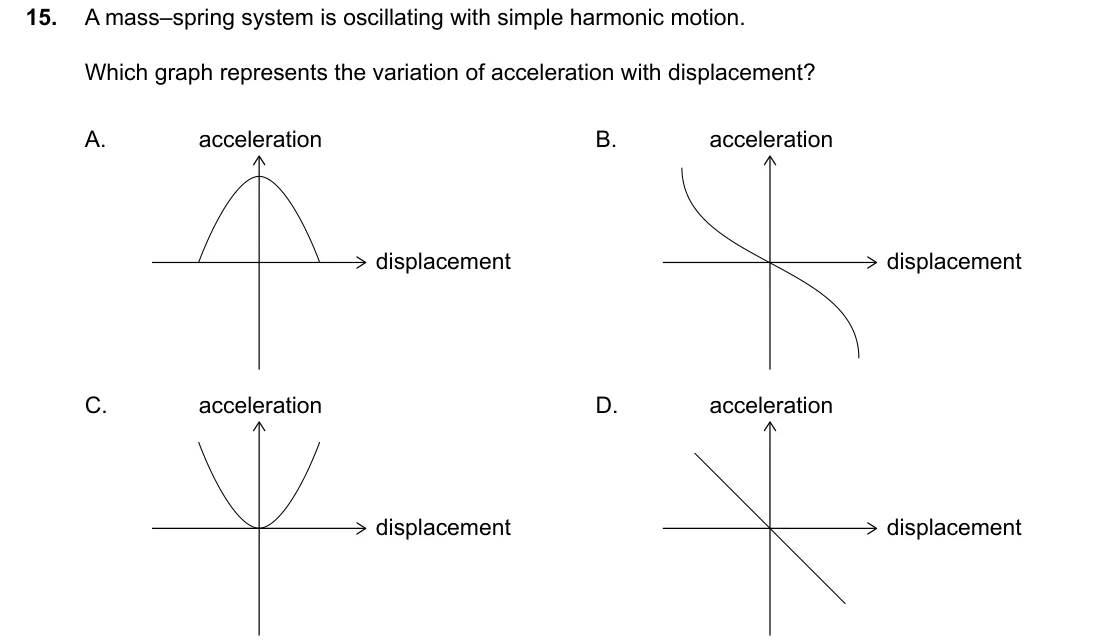 15. A mass–spring system is oscillating with simple harmonic motion.
Which graph represents the variation of acceleration with displacement?
A. acceleration
displacement
B. acceleration
displacement
C. acceleration
displacement
D. acceleration
displacement